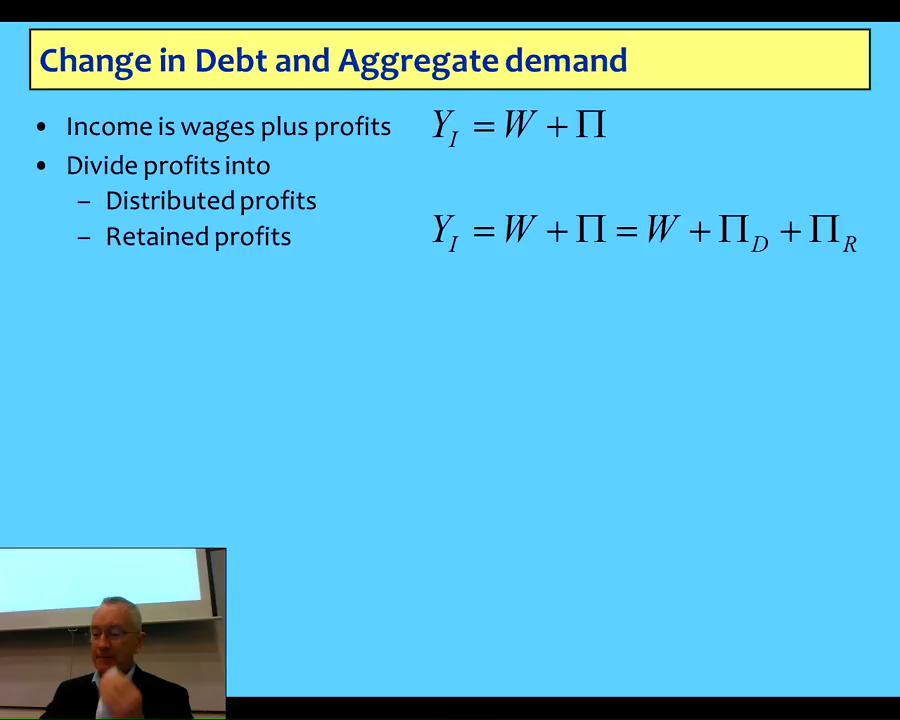 Change in Debt and Aggregate demand
• Income is wages plus profits Y_I = W + Π
• Divide profits into
– Distributed profits
– Retained profits Y_I = W + Π = W + Π_D + Π_R